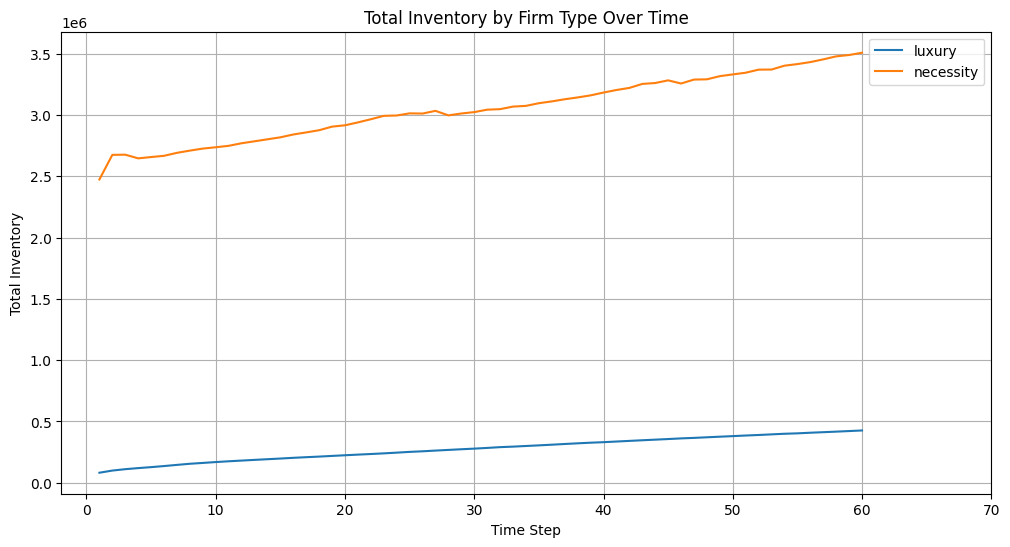 Total Inventory by Firm Type Over Time
1e6
luxury
necessity
3.5
3.0
2.5
2.0
1.5
1.0
0.5
0.0
Total Inventory
0 10 20 30 40 50 60 70
Time Step